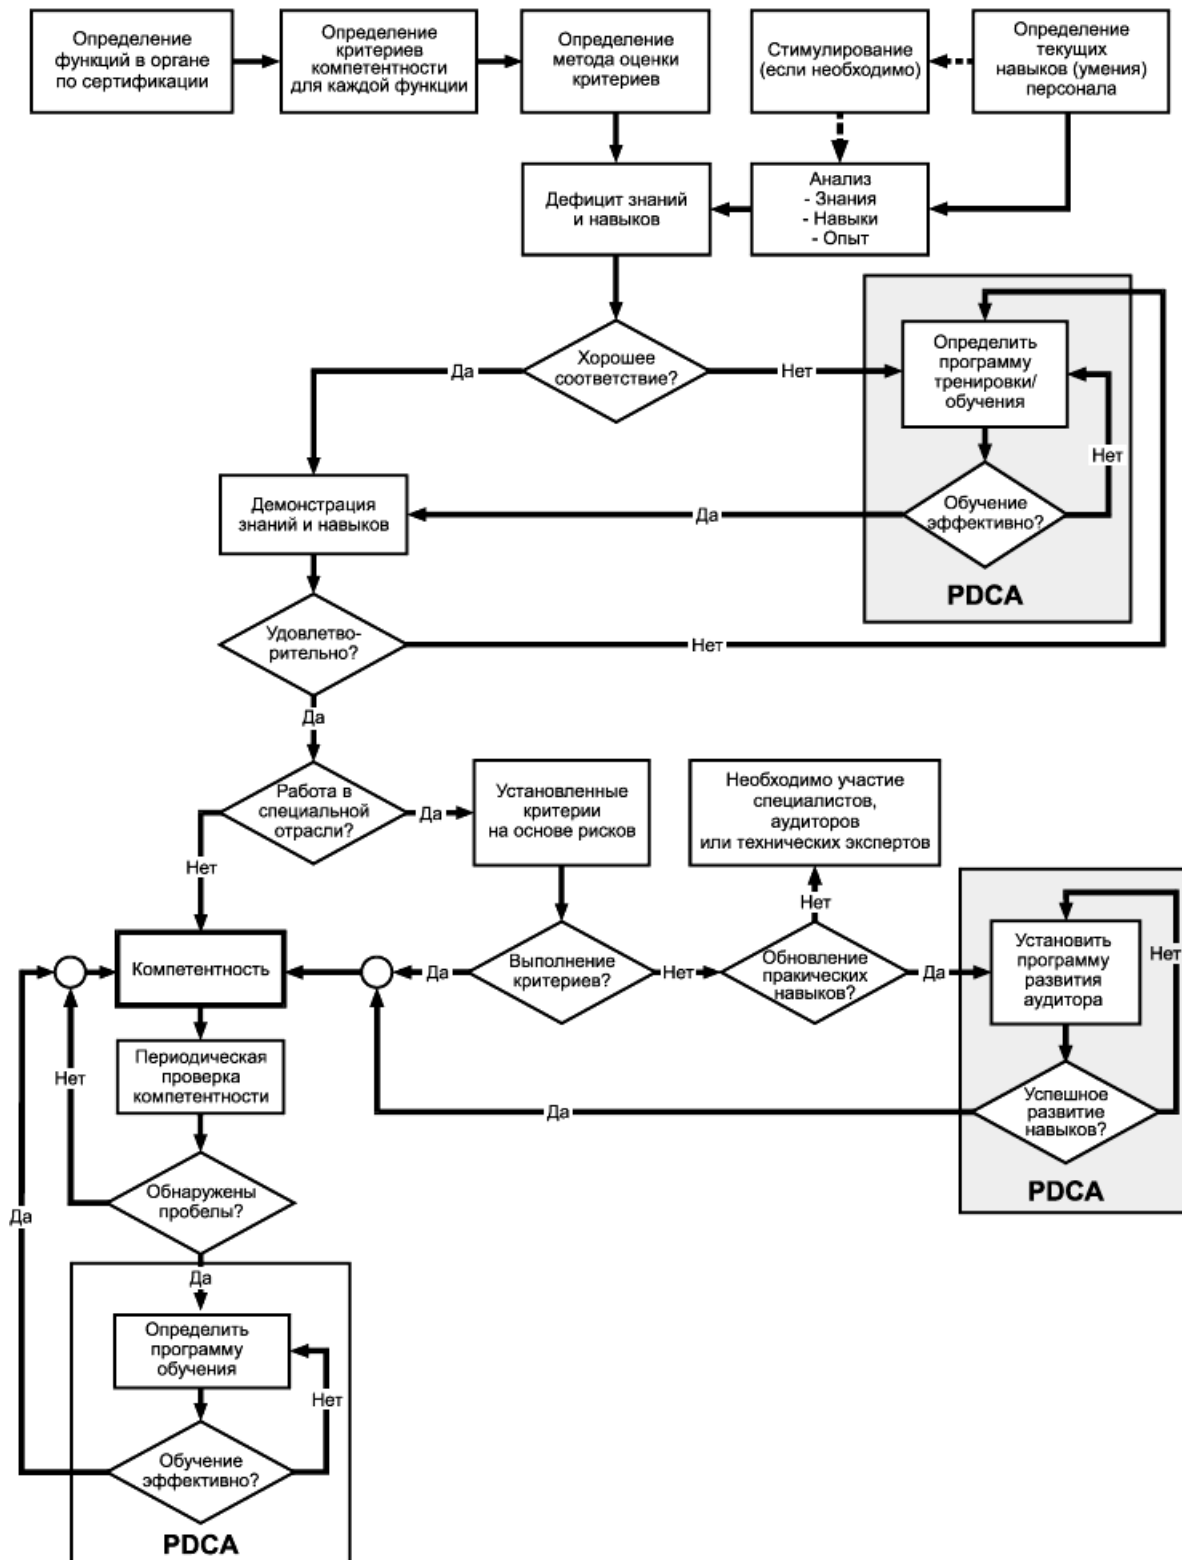 Определение
функций в органе
по сертификации
Определение
критериев
компетентности
для каждой функции
Определение
метода оценки
критериев
Стимулирование
(если необходимо)
Определение
текущих
навыков (умения)
персонала
Дефицит знаний
и навыков
Анализ
- Знания
- Навыки
- Опыт
Хорошее
соответствие?
Да
Нет
Определить
программу
тренировки/
обучения
Нет
Обучение
эффективно?
Да
PDCA
Демонстрация
знаний и навыков
Удовлетво-
рительно?
Нет
Да
Работа в
специальной
отрасли?
Да
Нет
Установленные
критерии
на основе рисков
Необходимо участие
специалистов,
аудиторов
или технических экспертов
Нет
Выполнение
критериев?
Да
Нет
Обновление
пракических
навыков?
Да
Установить
программу
развития
аудитора
Нет
Успешное
развитие
навыков?
Да
PDCA
Компетентность
Периодическая
проверка
компетентности
Нет
Обнаружены
пробелы?
Да
Да
Определить
программу
обучения
Нет
Обучение
эффективно?
PDCA